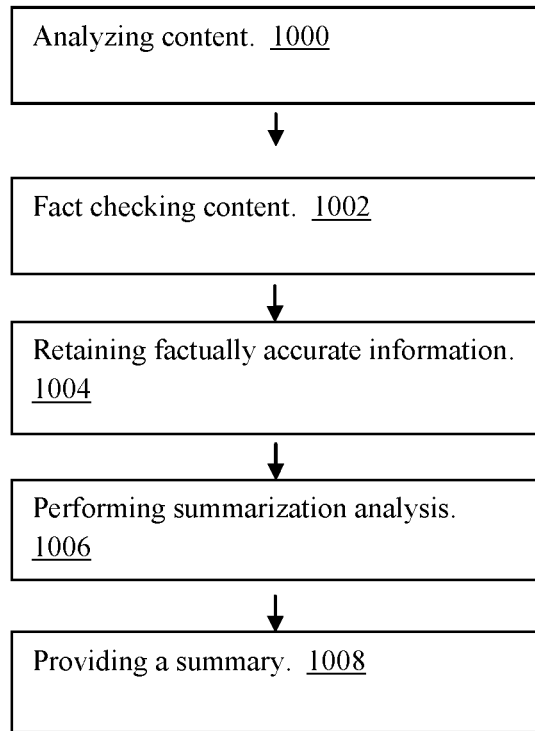 Analyzing content. 1000
Fact checking content. 1002
Retaining factually accurate information.
1004
Performing summarization analysis.
1006
Providing a summary. 1008